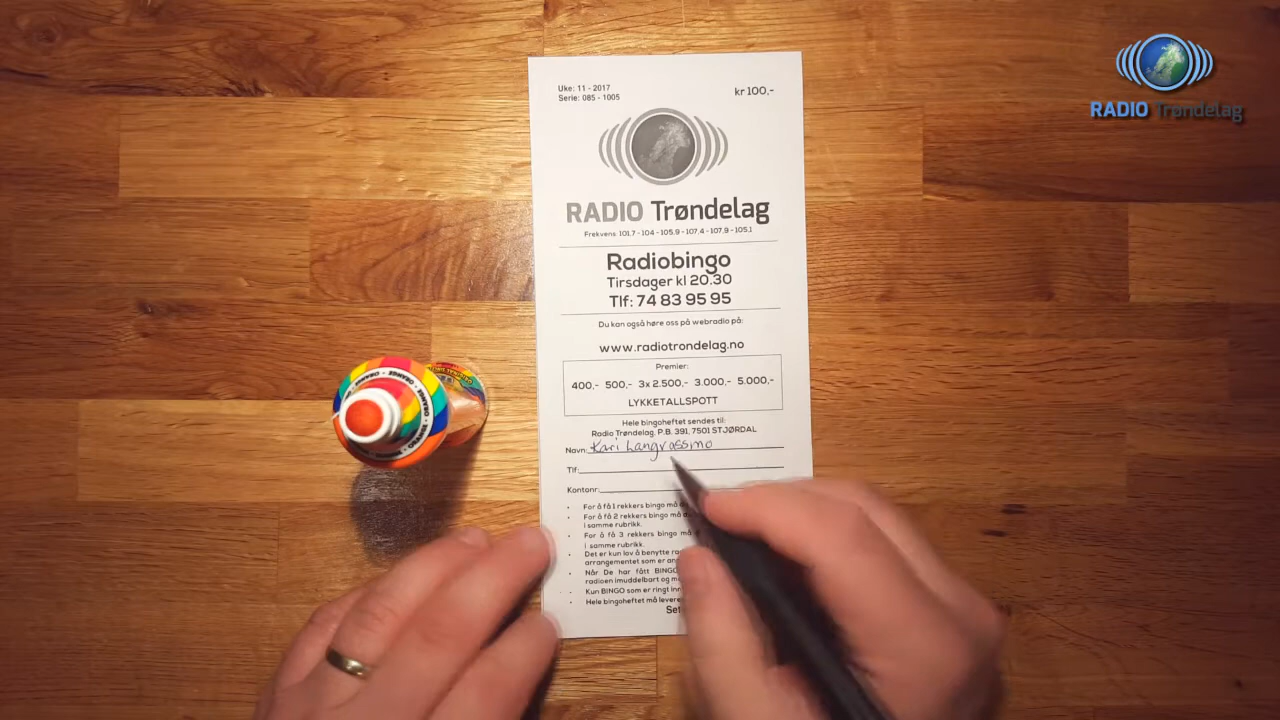 Uke: 11 - 2017
Serie: 085 - 1005
kr 100,-
RADIO Trøndelag
RADIO Trøndelag
Frekvens 101.7 - 104 - 105.9 - 107.4 - 107.9 - 105.1
Radiobingo
Tirsdager kl 20.30
Tlf: 74 83 95 95
Du kan også høre oss på webradio på:
www.radiotrondelag.no
Premier:
400,- 500,- 3x 2.500,- 3.000,- 5.000,-
LYKKETALLSPOTT
Hele bingoheftet sendes til:
Radio Trøndelag, P.B. 391, 7501 STJØRDAL
Navn: Kari Langrassmo
Tlf:
Kontonr:
• For å få 1 rekkers bingo må
• For å få 2 rekkers bingo må
i samme rubrikk.
• For å få 3 rekkers bingo må
i samme rubrikk.
• Det er kun lov å benytte
arrangementet som er
• Når De har fått BINGO
radioen imuddelbart og
• Kun BINGO som er ringt inn
• Hele bingoheftet må
ORANGE - ORANGE - ORANGE - ORANGE